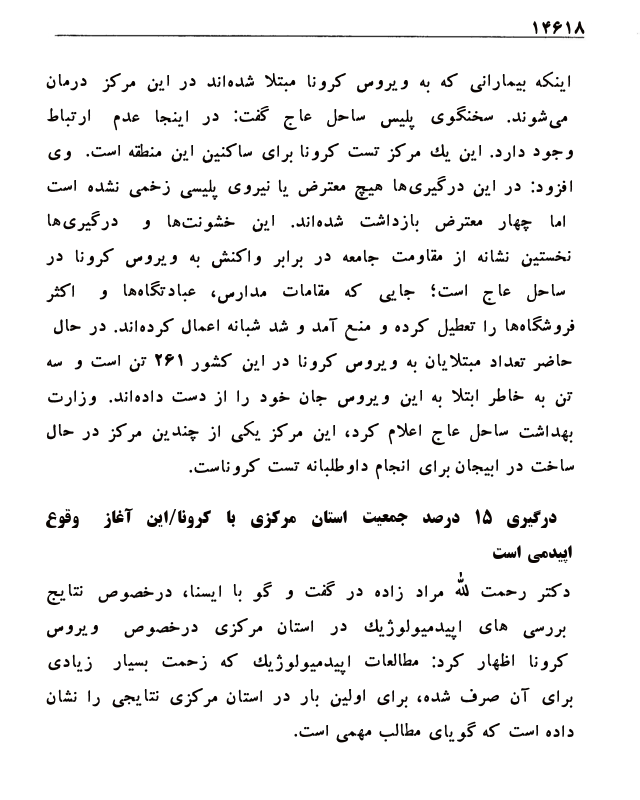 ۱۴۶۱۸
اینکه بیمارانی که به ویروس کرونا مبتلا شده‌اند در این مرکز درمان
می‌شوند. سخنگوی پلیس ساحل عاج گفت: در اینجا عدم ارتباط
وجود دارد. این یك مرکز تست کرونا برای ساکنین این منطقه است. وی
افزود: در این درگیری‌ها هیچ معترض یا نیروی پلیسی زخمی نشده است
اما چهار معترض بازداشت شده‌اند. این خشونت‌ها و درگیری‌ها
نخستین نشانه از مقاومت جامعه در برابر واکنش به ویروس کرونا در
ساحل عاج است؛ جایی که مقامات مدارس، عبادتگاه‌ها و اکثر
فروشگاه‌ها را تعطیل کرده و منع آمد و شد شبانه اعمال کرده‌اند. در حال
حاضر تعداد مبتلایان به ویروس کرونا در این کشور ۲۶۱ تن است و سه
تن به خاطر ابتلا به این ویروس جان خود را از دست داده‌اند. وزارت
بهداشت ساحل عاج اعلام کرد، این مرکز یکی از چندین مرکز در حال
ساخت در ابیجان برای انجام داوطلبانه تست کروناست.
درگیری ۱۵ درصد جمعیت استان مرکزی با کرونا/این آغاز وقوع
اپیدمی است
دکتر رحمت لله مراد زاده در گفت و گو با ایسنا، درخصوص نتایج
بررسی های اپیدمیولوژیك در استان مرکزی درخصوص ویروس
کرونا اظهار کرد: مطالعات اپیدمیولوژیك که زحمت بسیار زیادی
برای آن صرف شده، برای اولین بار در استان مرکزی نتایجی را نشان
داده است که گویای مطالب مهمی است.